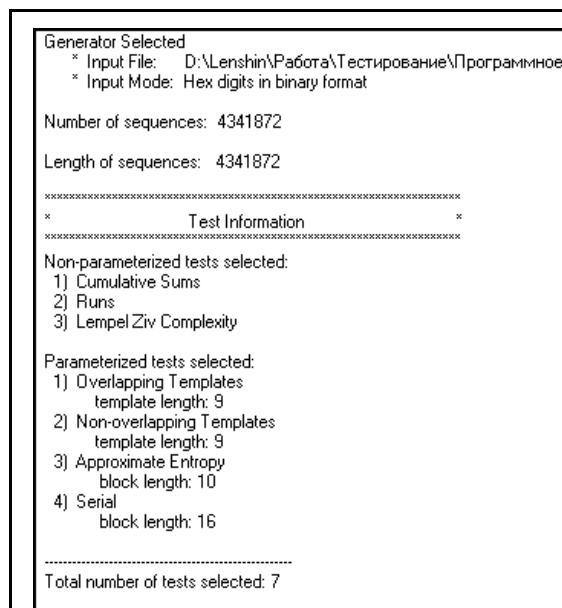 Generator Selected
* Input File: D:\Lenshin\Работа\Тестирование\Программное
* Input Mode: Hex digits in binary format
Number of sequences: 4341872
Length of sequences: 4341872
* Test Information *
Non-parameterized tests selected:
1) Cumulative Sums
2) Runs
3) Lempel Ziv Complexity
Parameterized tests selected:
1) Overlapping Templates
template length: 9
2) Non-overlapping Templates
template length: 9
3) Approximate Entropy
block length: 10
4) Serial
block length: 16
Total number of tests selected: 7